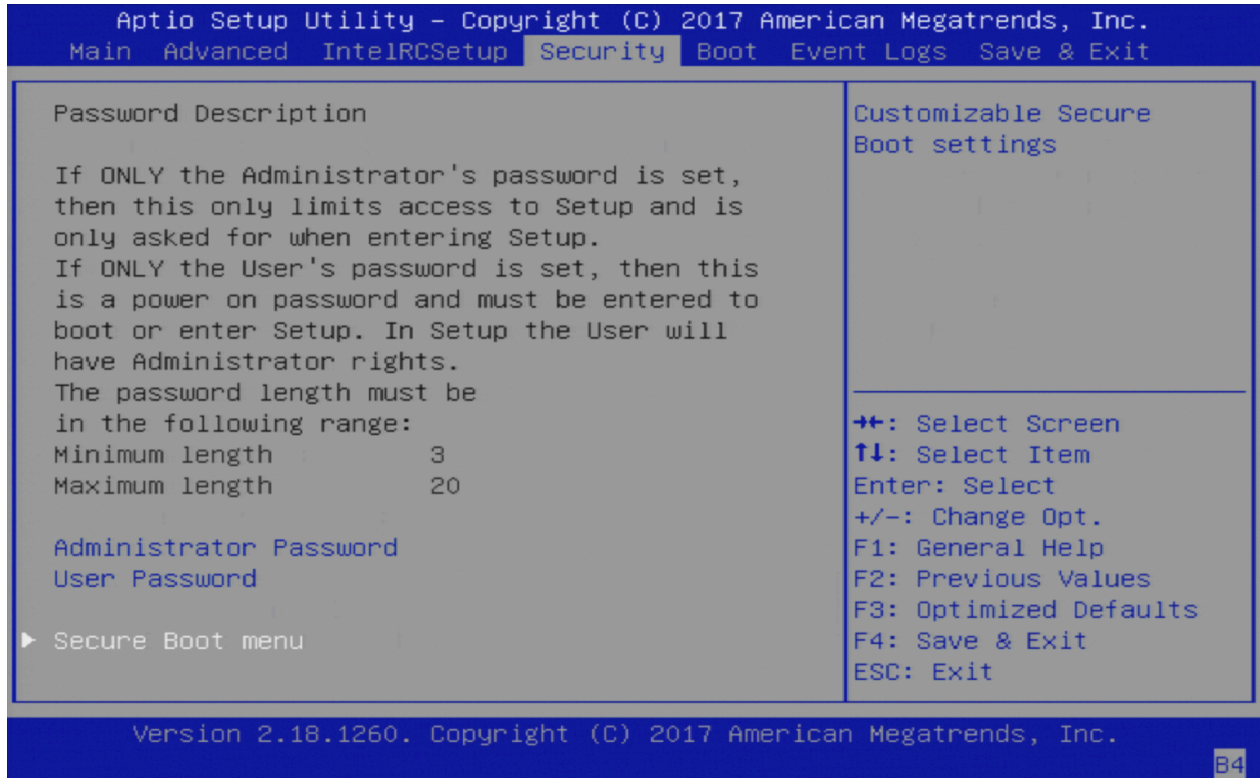 Aptio Setup Utility – Copyright (C) 2017 American Megatrends, Inc.
Main Advanced IntelRCSetup Security Boot Event Logs Save & Exit
Password Description
If ONLY the Administrator's password is set,
then this only limits access to Setup and is
only asked for when entering Setup.
If ONLY the User's password is set, then this
is a power on password and must be entered to
boot or enter Setup. In Setup the User will
have Administrator rights.
The password length must be
in the following range:
Minimum length 3
Maximum length 20
Administrator Password
User Password
► Secure Boot menu
Customizable Secure
Boot settings
→←: Select Screen
↑↓: Select Item
Enter: Select
+/-: Change Opt.
F1: General Help
F2: Previous Values
F3: Optimized Defaults
F4: Save & Exit
ESC: Exit
Version 2.18.1260. Copyright (C) 2017 American Megatrends, Inc.
B4